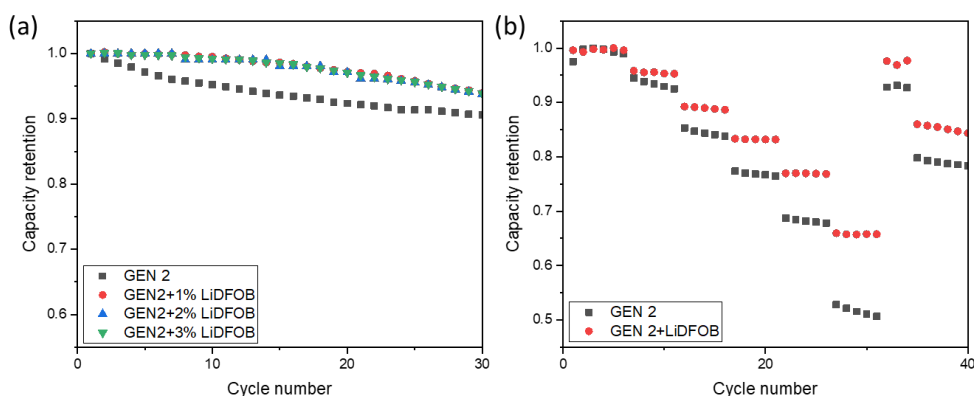 (a)
Capacity retention
1.0
0.9
0.8
0.7
0.6
GEN 2
GEN2+1% LiDFOB
GEN2+2% LiDFOB
GEN2+3% LiDFOB
0
10
20
30
Cycle number
(b)
Capacity retention
1.0
0.9
0.8
0.7
0.6
0.5
GEN 2
GEN 2+LiDFOB
0
20
40
Cycle number